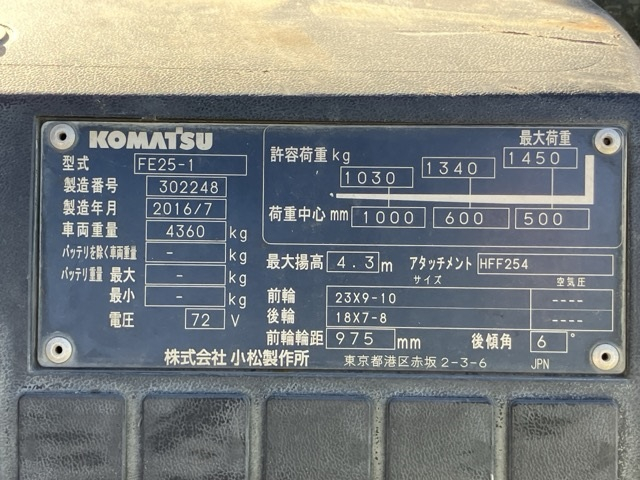 KOMATSU
型式 FE25-1
製造番号 302248
製造年月 2016/7
車両重量 4360 kg
バッテリを除く車両重量 - kg
バッテリ重量 最大 - kg
最小 - kg
電圧 72 V
最大荷重
許容荷重 kg 1030 1340 1450
荷重中心 mm 1000 600 500
最大揚高 4.3 m アタッチメント HFF254
サイズ 空気圧
前輪 23X9-10 ----
後輪 18X7-8 ----
前輪輪距 975 mm 後傾角 6 °
株式会社 小松製作所 東京都港区赤坂 2-3-6 JPN